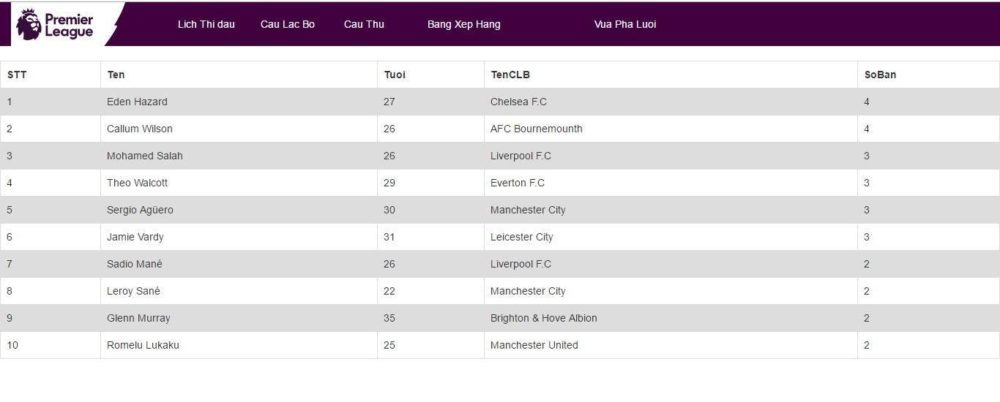 Premier League
Lich Thi dau Cau Lac Bo Cau Thu Bang Xep Hang Vua Pha Luoi
STT Ten Tuoi TenCLB SoBan
1 Eden Hazard 27 Chelsea F.C 4
2 Callum Wilson 26 AFC Bournemounth 4
3 Mohamed Salah 26 Liverpool F.C 3
4 Theo Walcott 29 Everton F.C 3
5 Sergio Agüero 30 Manchester City 3
6 Jamie Vardy 31 Leicester City 3
7 Sadio Mané 26 Liverpool F.C 2
8 Leroy Sané 22 Manchester City 2
9 Glenn Murray 35 Brighton & Hove Albion 2
10 Romelu Lukaku 25 Manchester United 2